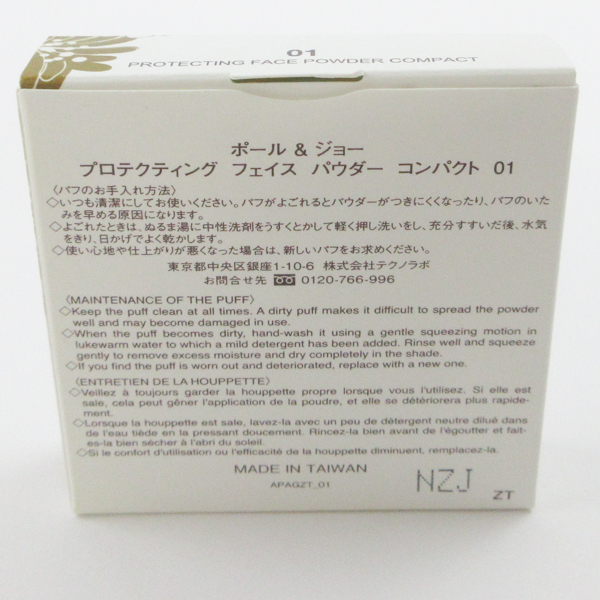 01
PROTECTING FACE POWDER COMPACT
ポール & ジョー
プロテクティング フェイス パウダー コンパクト 01
〈パフのお手入れ方法〉
◇いつも清潔にしてお使いください。パフがよごれるとパウダーがつきにくくなったり、パフのいた
みを早める原因になります。
◇よごれたときは、ぬるま湯に中性洗剤をうすくとかして軽く押し洗いをし、充分すすいだ後、水気
をきり、日かげでよく乾かします。
◇使い心地や仕上がりが悪くなった場合は、新しいパフをお求めください。
東京都中央区銀座1-10-6 株式会社テクノラボ
お問合せ先 0120-766-996
〈MAINTENANCE OF THE PUFF〉
◇Keep the puff clean at all times. A dirty puff makes it difficult to spread the powder
well and may become damaged in use.
◇When the puff becomes dirty, hand-wash it using a gentle squeezing motion in
lukewarm water to which a mild detergent has been added. Rinse well and squeeze
gently to remove excess moisture and dry completely in the shade.
◇If you find the puff is worn out and deteriorated, replace with a new one.
〈ENTRETIEN DE LA HOUPPETTE〉
◇Veillez à toujours garder la houppette propre lorsque vous l'utilisez. Si elle est
sale, cela peut gêner l'application de la poudre, et elle se détériorera plus rapide-
ment.
◇Lorsque la houppette est sale, lavez-la avec un peu de détergent neutre dilué dans
de l'eau tiède en la pressant doucement. Rincez-la bien avant de l'égoutter et fait-
es-la bien sécher à l'abri du soleil.
◇Si le confort d'utilisation ou l'efficacité de la houppette diminuent, remplacez-la.
MADE IN TAIWAN
APAGZT_01
NZJ
ZT